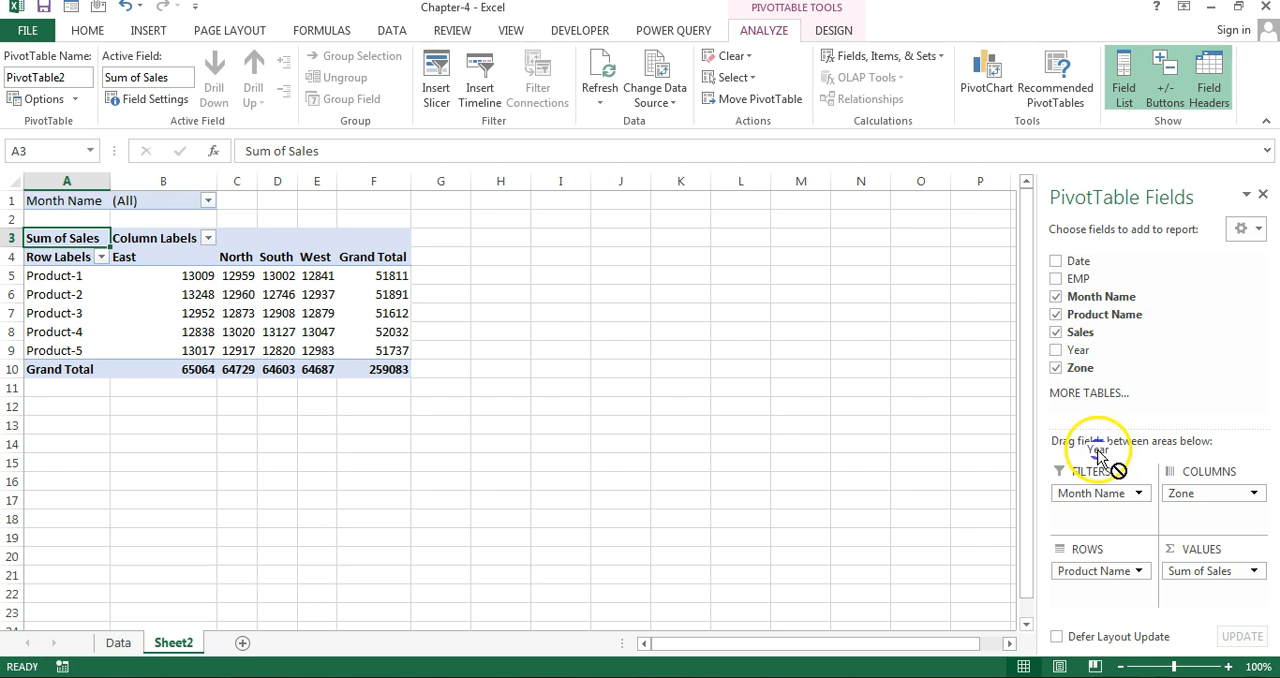 Chapter-4 - Excel
PIVOTTABLE TOOLS
?
FILE HOME INSERT PAGE LAYOUT FORMULAS DATA REVIEW VIEW DEVELOPER POWER QUERY ANALYZE DESIGN Sign in
PivotTable Name:
PivotTable2
Options
PivotTable
Active Field:
Sum of Sales
Field Settings
Drill Down
Drill Up
Active Field
Group Selection
Ungroup
Group Field
Group
Insert Slicer
Insert Timeline
Filter Connections
Filter
Refresh
Change Data Source
Data
Clear
Select
Move PivotTable
Actions
Fields, Items, & Sets
OLAP Tools
Relationships
Calculations
PivotChart
Recommended PivotTables
Tools
Field List
+/- Buttons
Field Headers
Show
A3 fx Sum of Sales
A B C D E F G H I J K L M N O P
1 Month Name (All)
2
3 Sum of Sales Column Labels
4 Row Labels East North South West Grand Total
5 Product-1 13009 12959 13002 12841 51811
6 Product-2 13248 12960 12746 12937 51891
7 Product-3 12952 12873 12908 12879 51612
8 Product-4 12838 13020 13127 13047 52032
9 Product-5 13017 12917 12820 12983 51737
10 Grand Total 65064 64729 64603 64687 259083
11
12
13
14
15
16
17
18
19
20
21
22
23
PivotTable Fields
Choose fields to add to report:
Date
EMP
Month Name
Product Name
Sales
Year
Zone
MORE TABLES...
Drag fields between areas below:
Year
FILTERS
Month Name
COLUMNS
Zone
ROWS
Product Name
Σ VALUES
Sum of Sales
Defer Layout Update
UPDATE
Data Sheet2
READY
100%